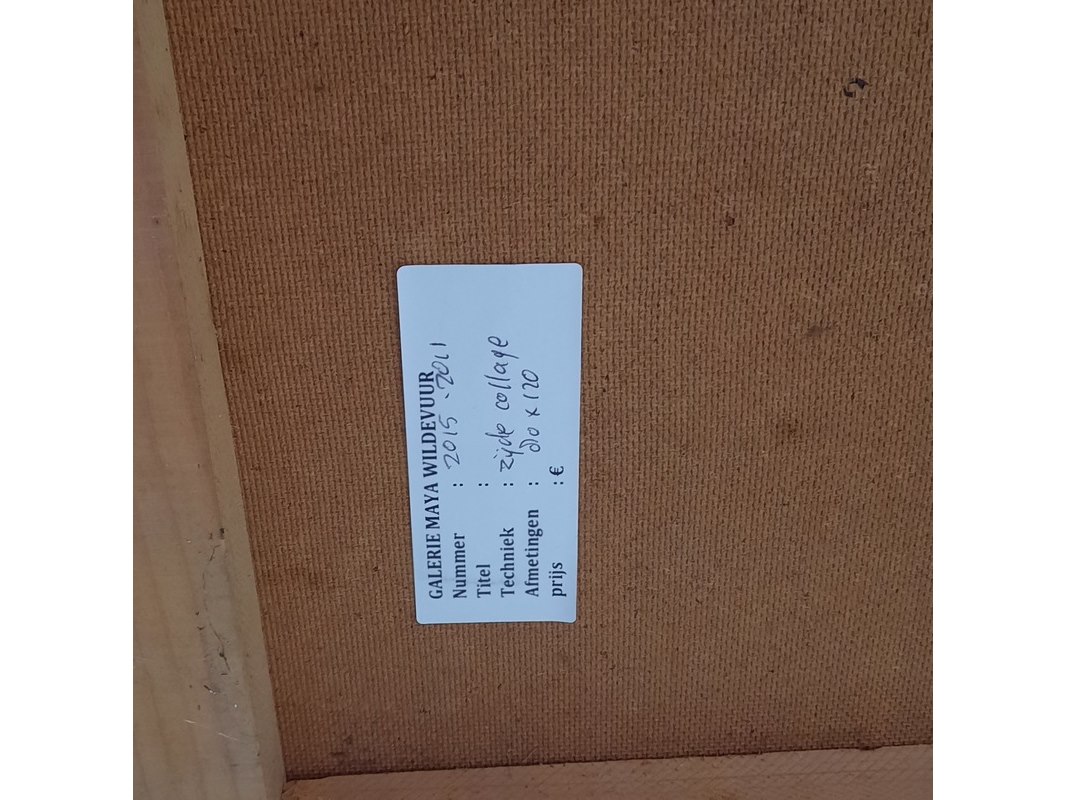 GALERIE MAYA WILDEVUUR
Nummer : 2015 - 2011
Titel :
Techniek : zijde collage
Afmetingen : 80 x 120
prijs : €